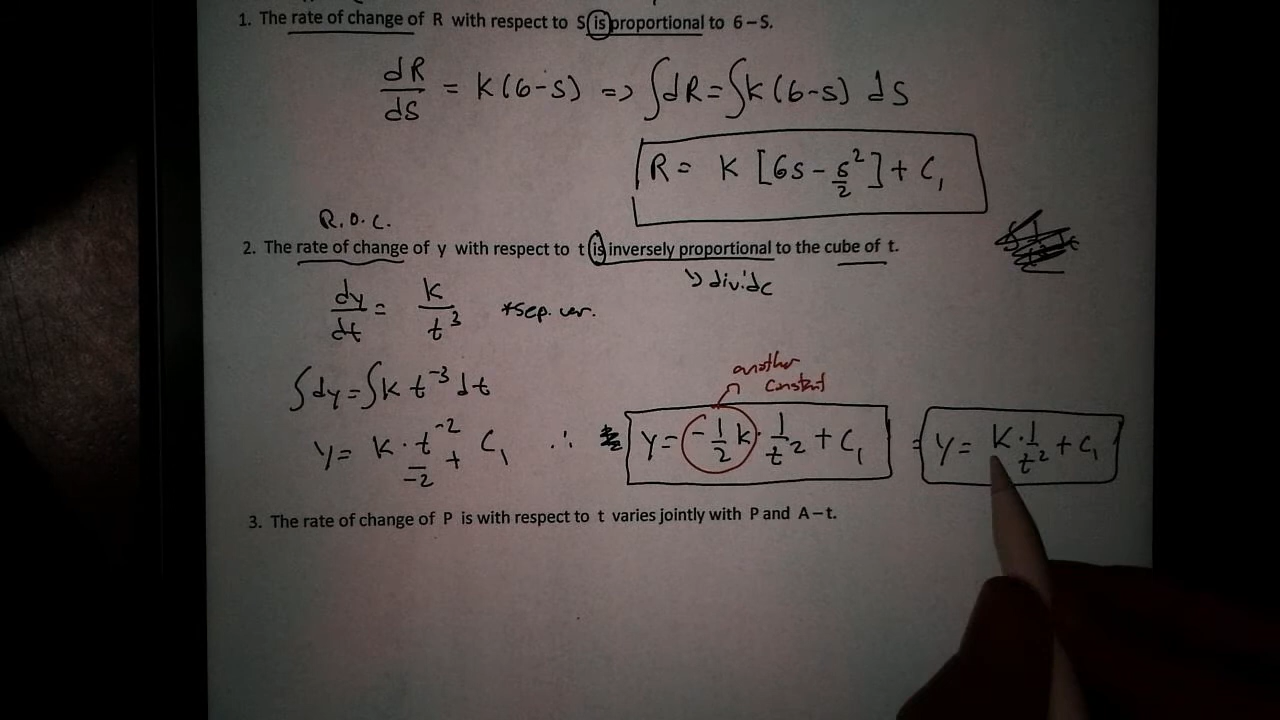 1. The rate of change of R with respect to S is proportional to 6 – S.
dR/dS = K(6-S) => ∫dR = ∫K(6-S) dS
R = K [6S - S²/2] + C₁
R.O.C.
2. The rate of change of y with respect to t is inversely proportional to the cube of t.
↳ divide
dy/dt = k/t³ *Sep. var.
another
constant
∫dy = ∫k t⁻³ dt
y = k · t⁻²/-2 + C₁ ∴ y = -1/2 k · 1/t² + C₁ = y = K · 1/t² + C₁
3. The rate of change of P is with respect to t varies jointly with P and A – t.